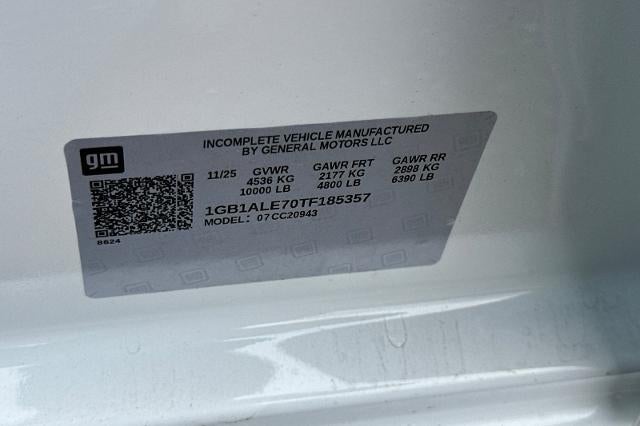 gm
INCOMPLETE VEHICLE MANUFACTURED
BY GENERAL MOTORS LLC
11/25 GVWR GAWR FRT GAWR RR
4536 KG 2177 KG 2898 KG
10000 LB 4800 LB 6390 LB
1GB1ALE70TF185357
MODEL: 07CC20943
8624